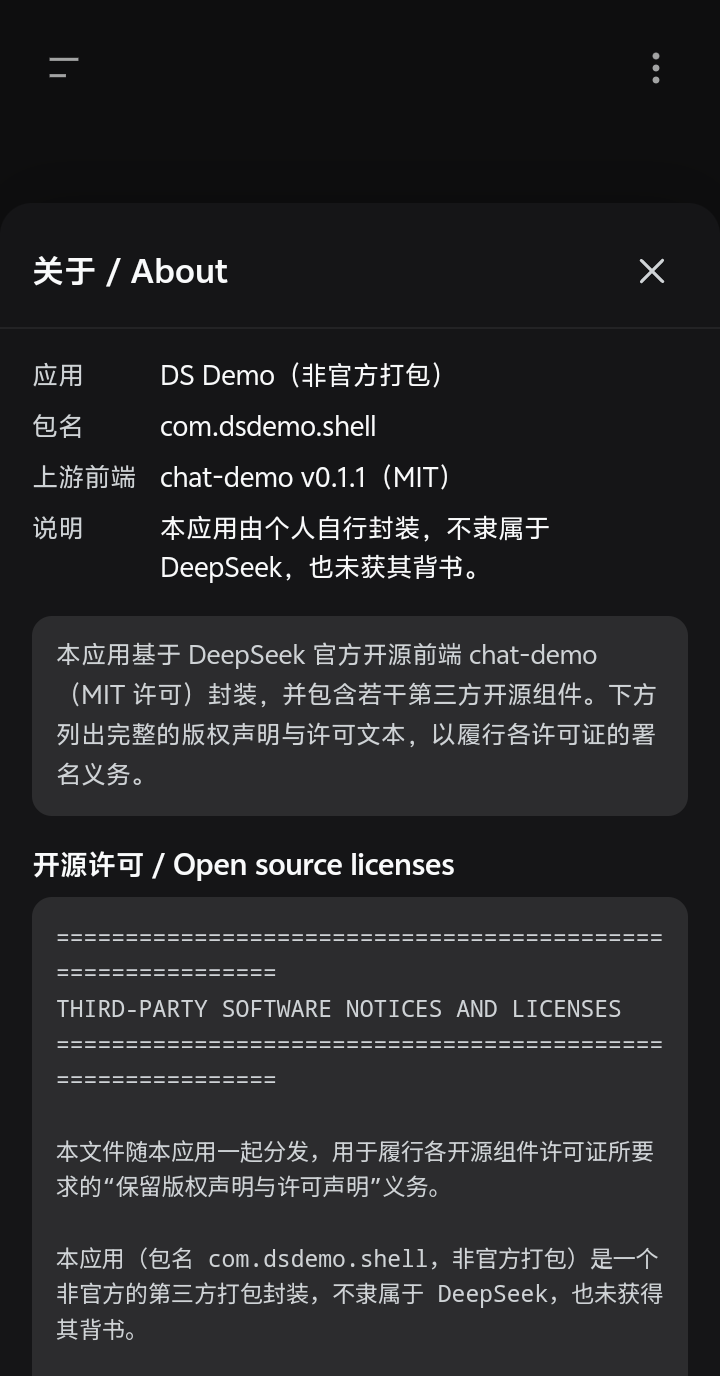 关于 / About
应用 DS Demo（非官方打包）
包名 com.dsdemo.shell
上游前端 chat-demo v0.1.1（MIT）
说明 本应用由个人自行封装，不隶属于
DeepSeek，也未获其背书。
本应用基于 DeepSeek 官方开源前端 chat-demo
（MIT 许可）封装，并包含若干第三方开源组件。下方
列出完整的版权声明与许可文本，以履行各许可证的署
名义务。
开源许可 / Open source licenses
============================================
================
THIRD-PARTY SOFTWARE NOTICES AND LICENSES
============================================
================
本文件随本应用一起分发，用于履行各开源组件许可证所要
求的“保留版权声明与许可声明”义务。
本应用（包名 com.dsdemo.shell，非官方打包）是一个
非官方的第三方打包封装，不隶属于 DeepSeek，也未获得
其背书。